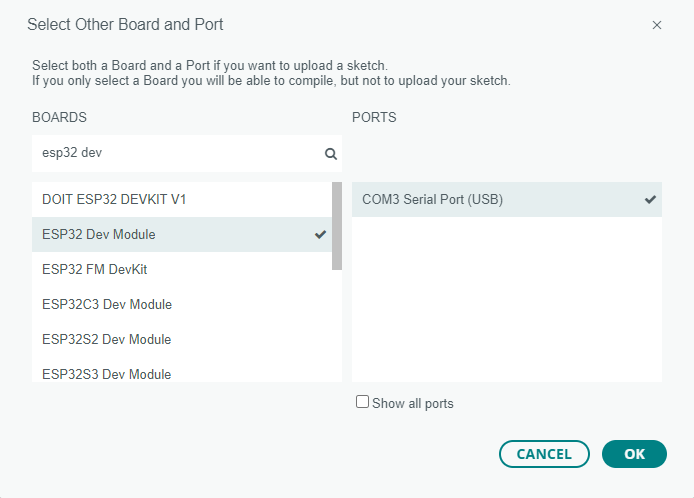 Select Other Board and Port
Select both a Board and a Port if you want to upload a sketch.
If you only select a Board you will be able to compile, but not to upload your sketch.
BOARDS
PORTS
esp32 dev
DOIT ESP32 DEVKIT V1
COM3 Serial Port (USB)
ESP32 Dev Module
ESP32 FM DevKit
ESP32C3 Dev Module
ESP32S2 Dev Module
ESP32S3 Dev Module
Show all ports
CANCEL
OK